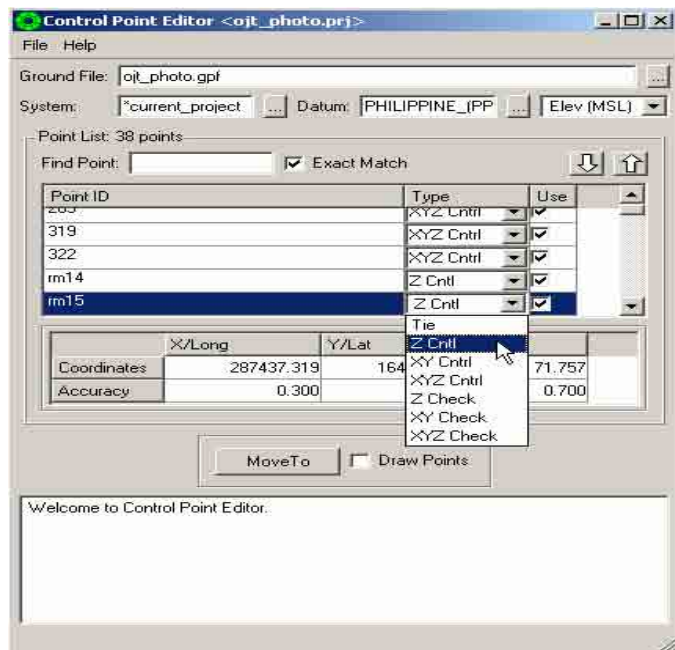 Control Point Editor <ojt_photo.prj>
File Help
Ground File: ojt_photo.gpf ...
System: *current_project ... Datum: PHILIPPINE_(PP ... Elev (MSL)
Point List: 38 points
Find Point: Exact Match
Point ID Type Use
XYZ Cntrl
319 XYZ Cntrl
322 XYZ Cntrl
rm14 Z Cntl
rm15 Z Cntl
Tie
Z Cntl
XY Cntrl
XYZ Cntrl
Z Check
XY Check
XYZ Check
X/Long Y/Lat
Coordinates 287437.319 164 71.757
Accuracy 0.300 0.700
MoveTo Draw Points
Welcome to Control Point Editor.